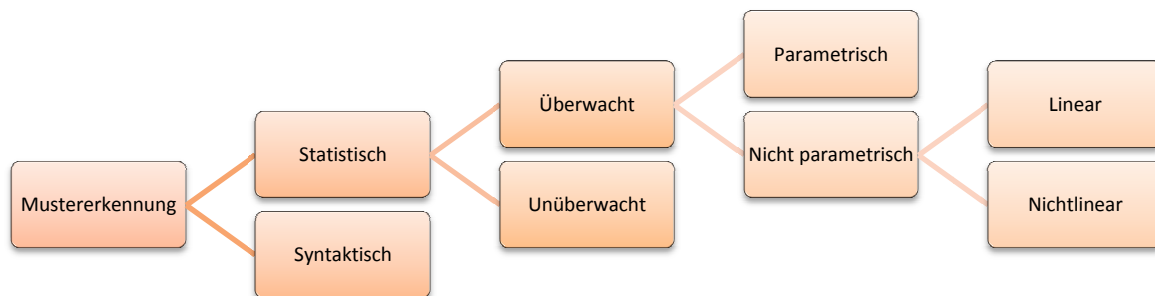 Mustererkennung
Statistisch
Syntaktisch
Überwacht
Unüberwacht
Parametrisch
Nicht parametrisch
Linear
Nichtlinear